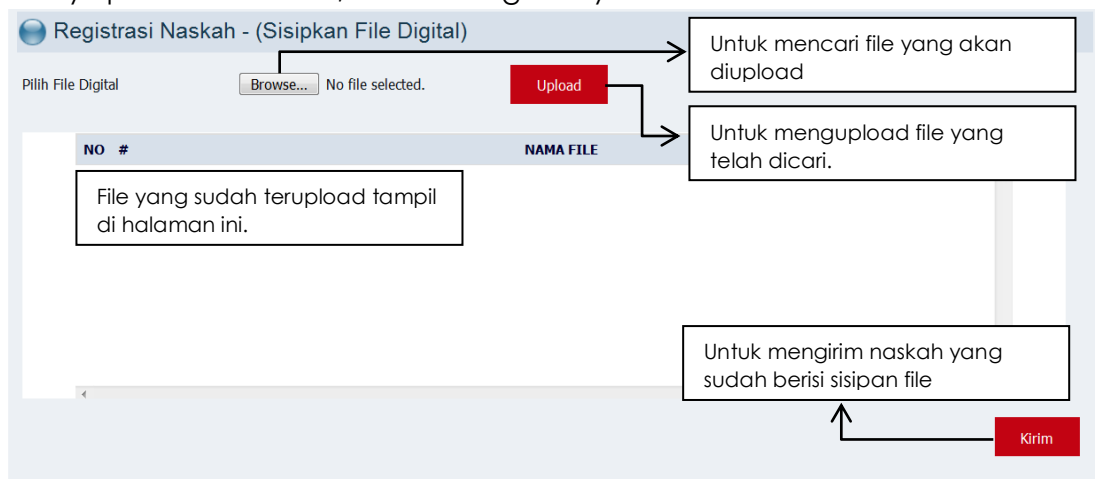 Registrasi Naskah - (Sisipkan File Digital)
Untuk mencari file yang akan
diupload
Pilih File Digital
Browse...
No file selected.
Upload
Untuk mengupload file yang
telah dicari.
NO #
NAMA FILE
File yang sudah terupload tampil
di halaman ini.
Untuk mengirim naskah yang
sudah berisi sisipan file
Kirim